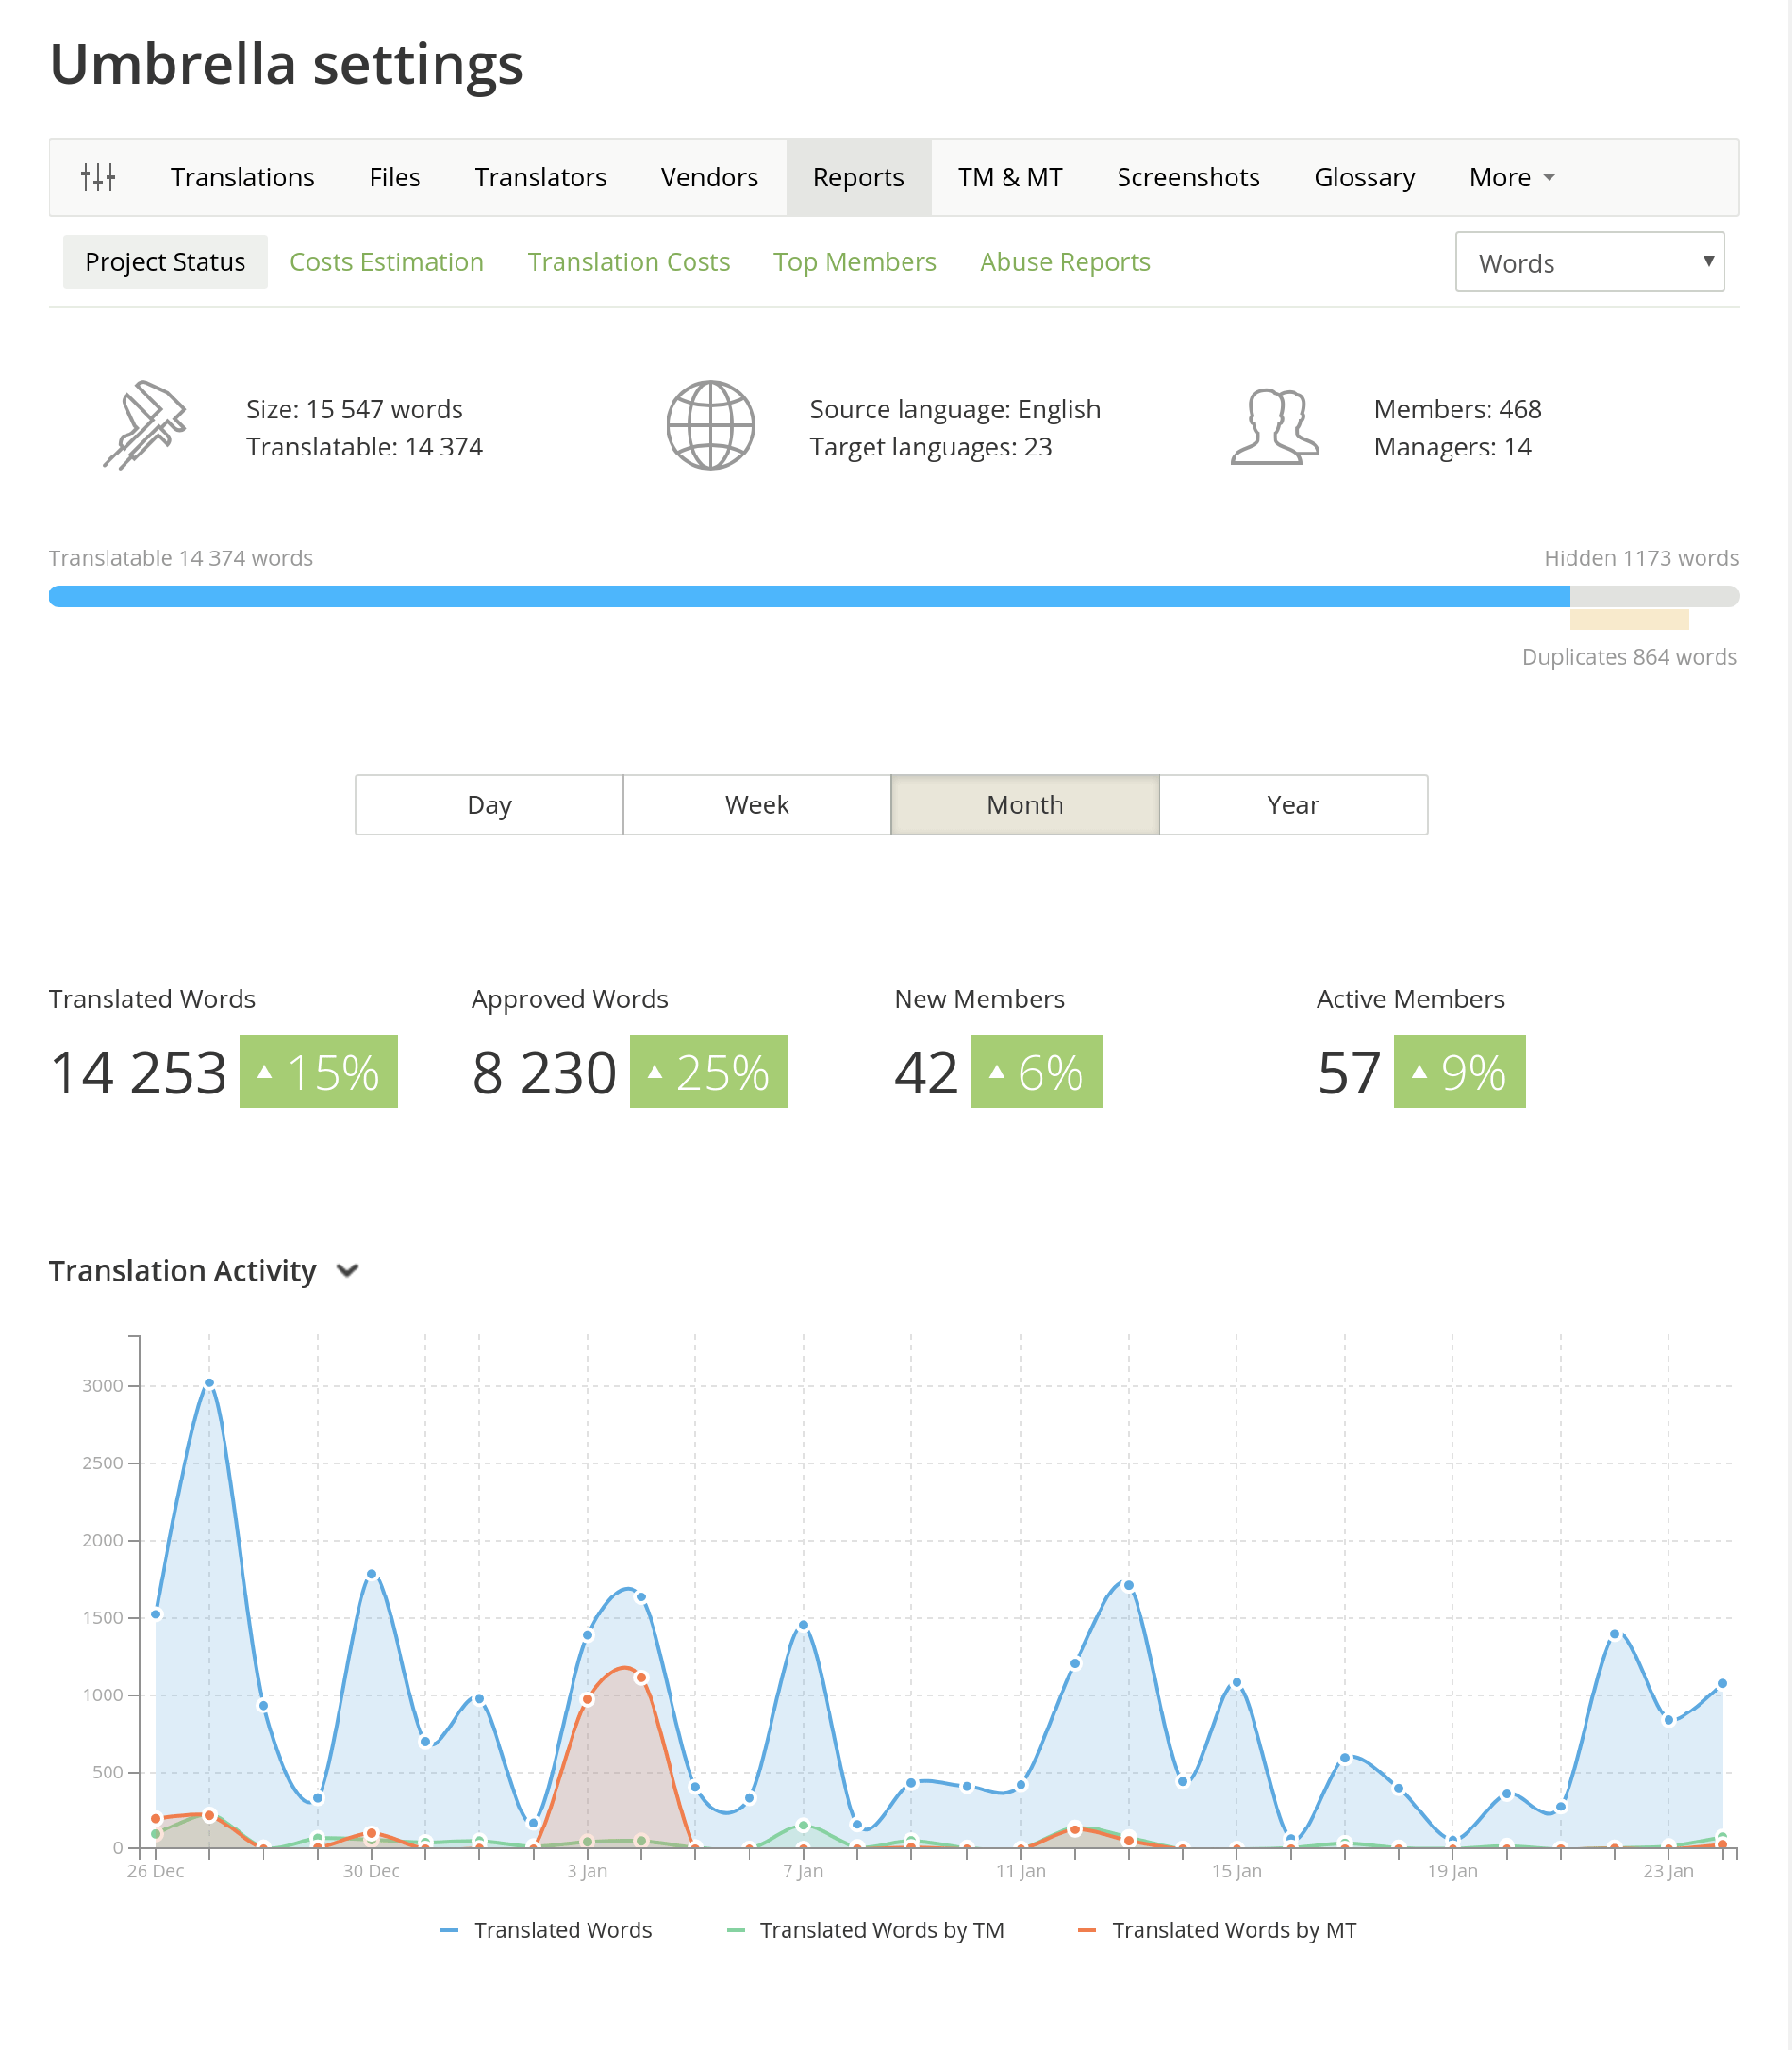 Umbrella settings
Translations Files Translators Vendors Reports TM & MT Screenshots Glossary More
Project Status Costs Estimation Translation Costs Top Members Abuse Reports Words
Size: 15 547 words
Translatable: 14 374
Source language: English
Target languages: 23
Members: 468
Managers: 14
Translatable 14 374 words Hidden 1173 words
Duplicates 864 words
Day Week Month Year
Translated Words Approved Words New Members Active Members
14 253 15% 8 230 25% 42 6% 57 9%
Translation Activity
3000
2500
2000
1500
1000
500
0
26 Dec 30 Dec 3 Jan 7 Jan 11 Jan 15 Jan 19 Jan 23 Jan
Translated Words Translated Words by TM Translated Words by MT